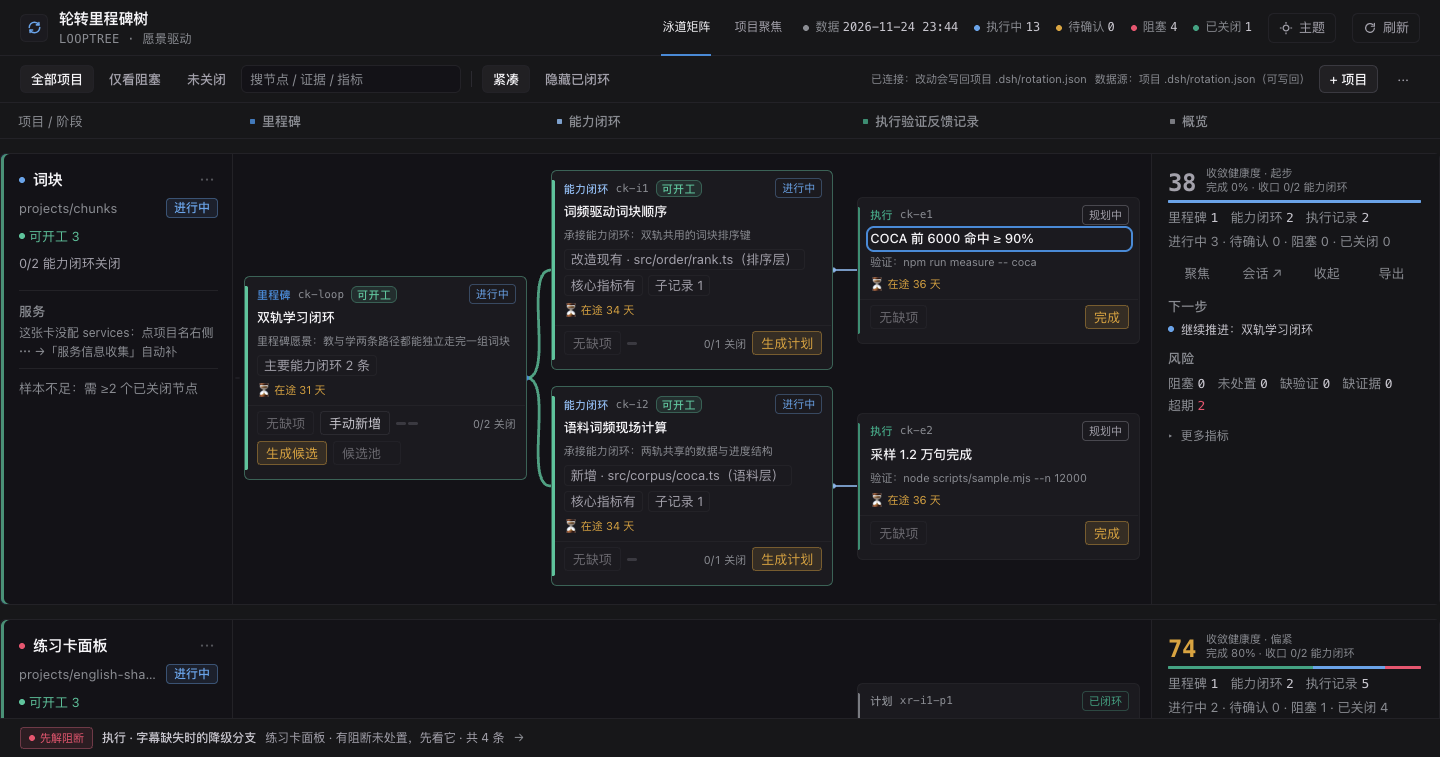 轮转里程碑树
LOOPTREE · 愿景驱动
泳道矩阵
项目聚焦
数据 2026-11-24 23:44
执行中 13
待确认 0
阻塞 4
已关闭 1
主题
刷新
全部项目
仅看阻塞
未关闭
搜节点 / 证据 / 指标
紧凑
隐藏已闭环
已连接: 改动会写回项目 .dsh/rotation.json
数据源: 项目 .dsh/rotation.json (可写回)
+ 项目
···
项目 / 阶段
里程碑
能力闭环
执行验证反馈记录
概览
词块
···
projects/chunks
进行中
可开工 3
0/2 能力闭环关闭
服务
这张卡没配 services: 点项目名右侧
··· →「服务信息收集」自动补
样本不足: 需 ≥2 个已关闭节点
里程碑 ck-loop 可开工
进行中
双轨学习闭环
里程碑愿景: 教与学两条路径都能独立走完一组词块
主要能力闭环 2 条
⏳ 在途 31 天
无缺项
手动新增
0/2 关闭
生成候选
候选池
能力闭环 ck-i1 可开工
进行中
词频驱动词块顺序
承接能力闭环: 双轨共用的词块排序键
改造现有 · src/order/rank.ts (排序层)
核心指标有
子记录 1
⏳ 在途 34 天
无缺项
0/1 关闭
生成计划
能力闭环 ck-i2 可开工
进行中
语料词频现场计算
承接能力闭环: 两轨共享的数据与进度结构
新增 · src/corpus/coca.ts (语料层)
核心指标有
子记录 1
⏳ 在途 34 天
无缺项
0/1 关闭
生成计划
执行 ck-e1
规划中
COCA 前 6000 命中 ≥ 90%
验证: npm run measure -- coca
⏳ 在途 36 天
无缺项
完成
执行 ck-e2
规划中
采样 1.2 万句完成
验证: node scripts/sample.mjs --n 12000
⏳ 在途 36 天
无缺项
完成
38
收敛健康度 · 起步
完成 0% · 收口 0/2 能力闭环
里程碑 1 能力闭环 2 执行记录 2
进行中 3 · 待确认 0 · 阻塞 0 · 已关闭 0
聚焦
会话 ↗
收起
导出
下一步
继续推进: 双轨学习闭环
风险
阻塞 0 未处置 0 缺验证 0 缺证据 0
超期 2
‣ 更多指标
练习卡面板
···
projects/english-sha...
进行中
可开工 3
计划 xr-i1-p1
已闭环
74
收敛健康度 · 偏紧
完成 80% · 收口 0/2 能力闭环
里程碑 1 能力闭环 2 执行记录 5
进行中 2 · 待确认 0 · 阻塞 1 · 已关闭 4
先解阻断
执行 · 字幕缺失时的降级分支
练习卡面板 · 有阻断未处置，先看它 · 共 4 条 →